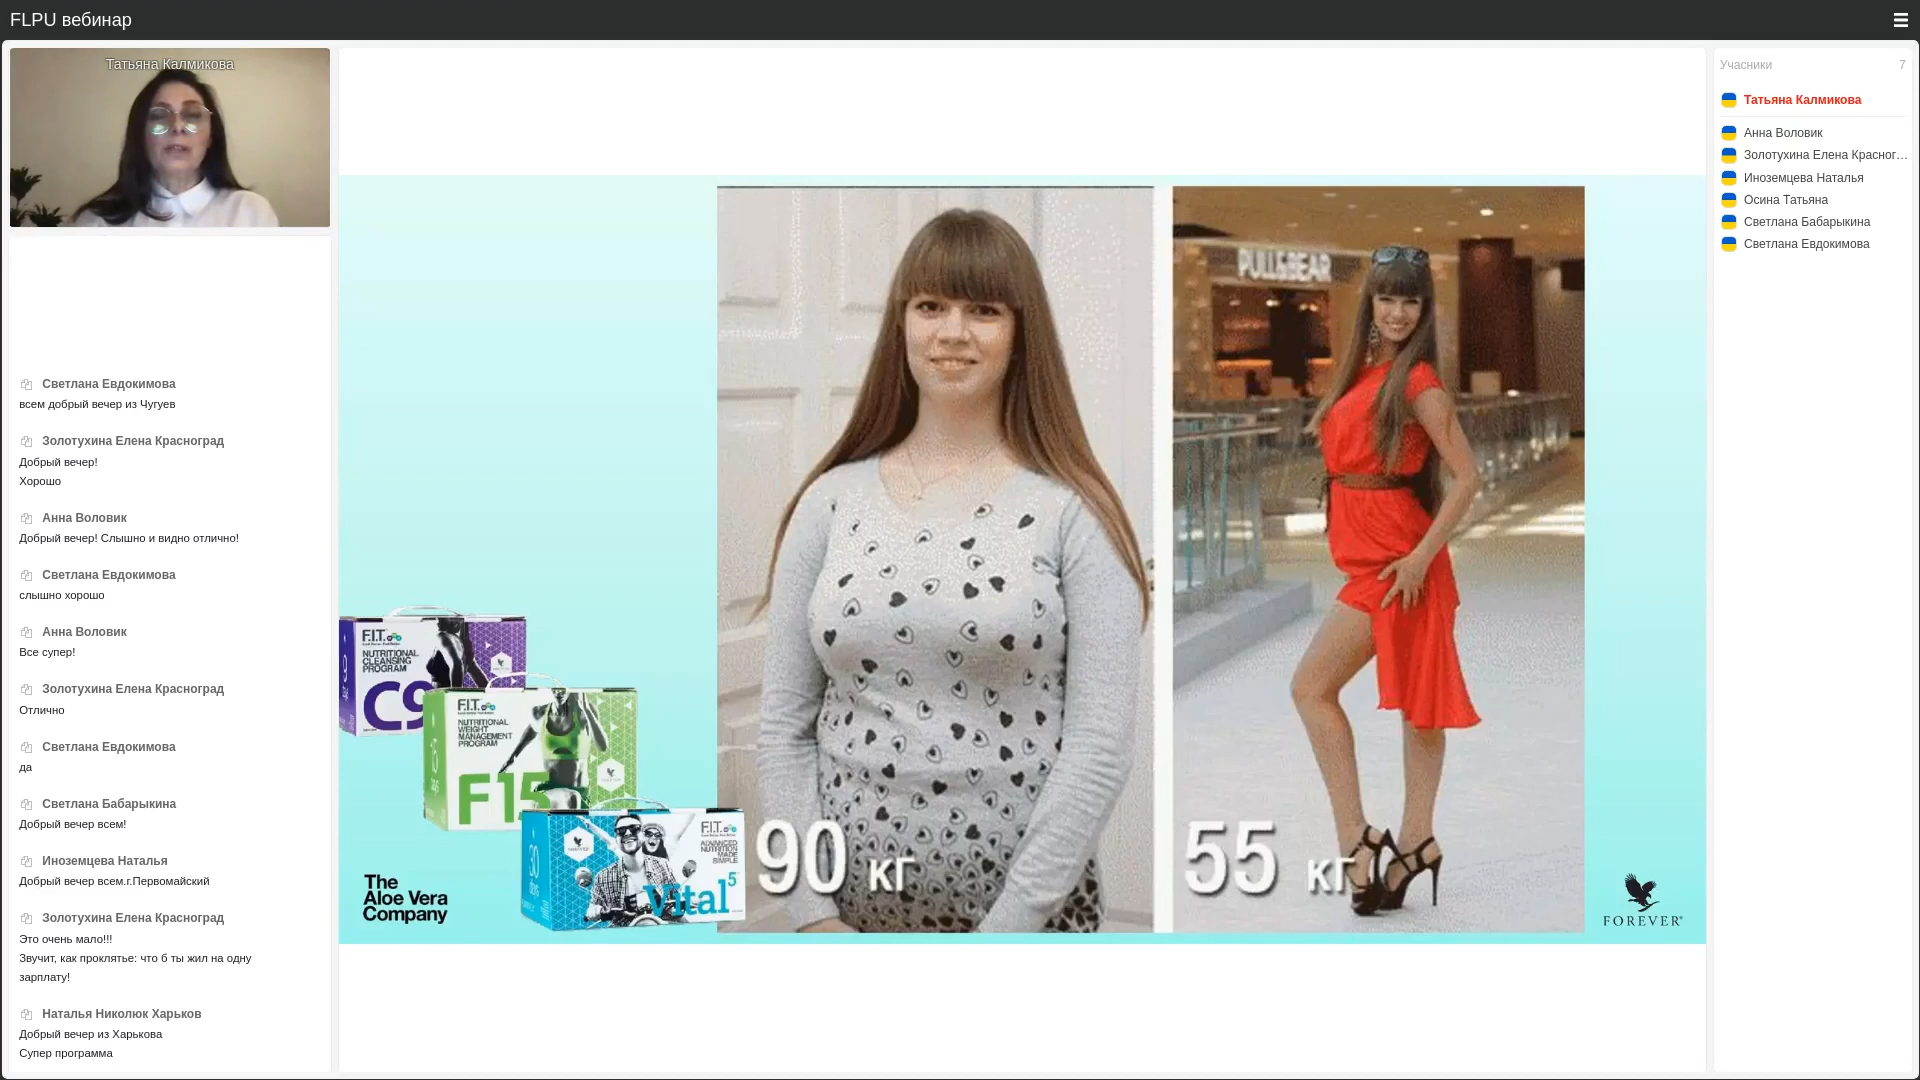 FLPU вебинар
Татьяна Калмикова
Светлана Евдокимова
всем добрый вечер из Чугуев
Золотухина Елена Красноград
Добрый вечер!
Хорошо
Анна Воловик
Добрый вечер! Слышно и видно отлично!
Светлана Евдокимова
слышно хорошо
Анна Воловик
Все супер!
Золотухина Елена Красноград
Отлично
Светлана Евдокимова
да
Светлана Бабарыкина
Добрый вечер всем!
Иноземцева Наталья
Добрый вечер всем.г.Первомайский
Золотухина Елена Красноград
Это очень мало!!!
Звучит, как проклятье: что б ты жил на одну
зарплату!
Наталья Николюк Харьков
Добрый вечер из Харькова
Супер программа
PULL&BEAR
F.I.T.
NUTRITIONAL
CLEANSING
PROGRAM
C9
F.I.T.
NUTRITIONAL
WEIGHT
MANAGEMENT
PROGRAM
F15
F.I.T.
ADVANCED
NUTRITION
MADE
SIMPLE
Vital5
The
Aloe Vera
Company
90 кг
55 кг
FOREVER
Учасники 7
Татьяна Калмикова
Анна Воловик
Золотухина Елена Красног…
Иноземцева Наталья
Осина Татьяна
Светлана Бабарыкина
Светлана Евдокимова